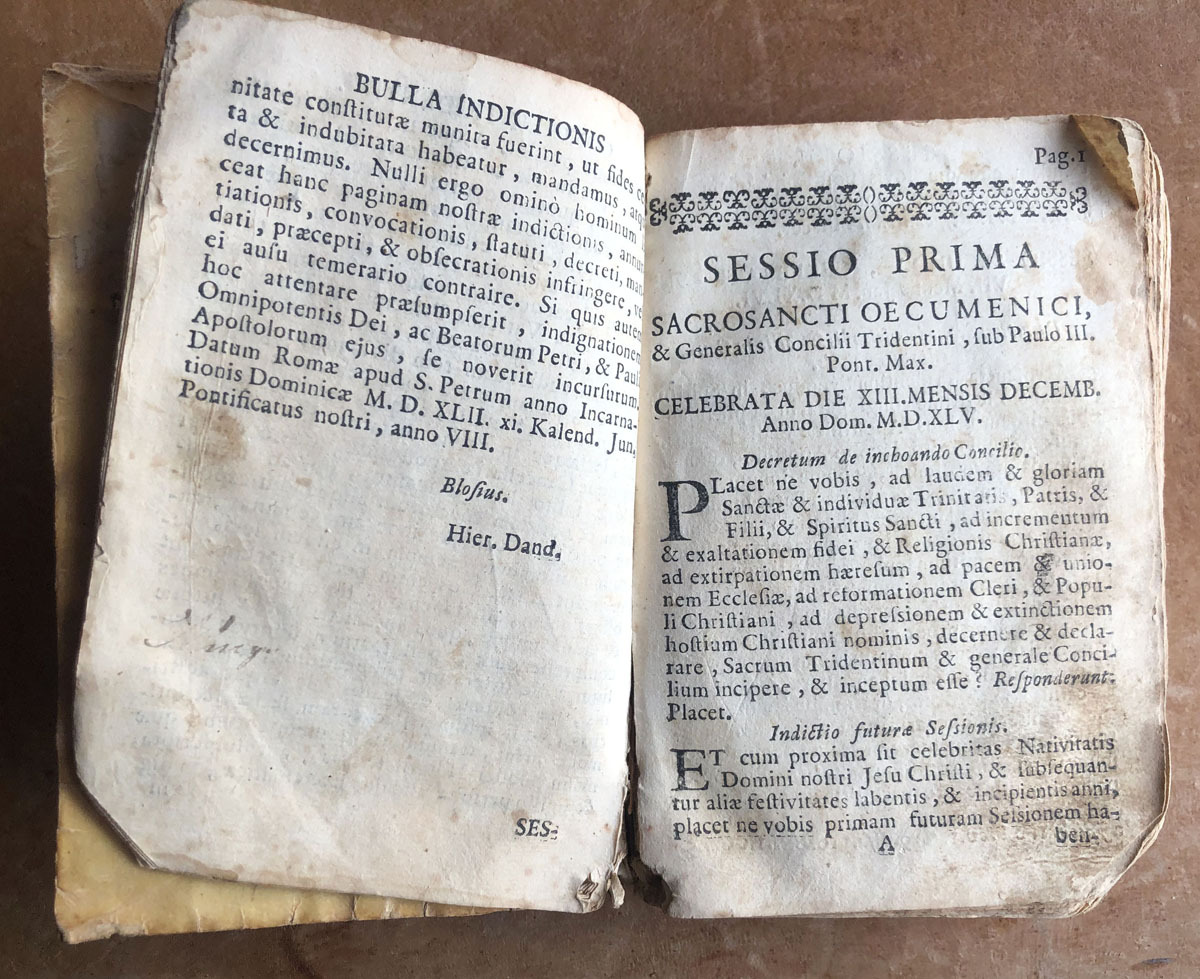 BULLA INDICTIONIS
nitate conſtitutæ munita fuerint, ut fides
ta & indubitata habeatur, mandamus,
decernimus. Nulli ergo ominò hominum
ceat hanc paginam noſtræ indictionis,
tiationis, convocationis, ſtatuti, decreti,
dati, præcepti, & obſecrationis infringere,
ei auſu temerario contraire. Si quis
hoc attentare præſumpſerit, indignationem
Omnipotentis Dei, ac Beatorum Petri, &
Apoſtolorum ejus, ſe noverit incurſurum.
Datum Romæ apud S. Petrum anno Incarna-
tionis Dominicæ M. D. XLII. xi. Kalend. Jun.
Pontificatus noſtri, anno VIII.
Bloſius.
Hier. Dand.
SES-
Pag.1
SESSIO PRIMA
SACROSANCTI OECUMENICI,
& Generalis Concilii Tridentini, ſub Paulo III.
Pont. Max.
CELEBRATA DIE XIII. MENSIS DECEMB.
Anno Dom. M.D.XLV.
Decretum de inchoando Concilio.
PLacet ne vobis, ad laudem & gloriam
Sanctæ & individuæ Trinitatis, Patris, &
Filii, & Spiritus Sancti, ad incrementum
& exaltationem fidei, & Religionis Chriſtianæ,
ad extirpationem hæreſum, ad pacem & unio-
nem Eccleſiæ, ad reformationem Cleri, & Popu-
li Chriſtiani, ad depreſsionem & extinctionem
hoſtium Chriſtiani nominis, decernere & decla-
rare, Sacrum Tridentinum & generale Conci-
lium incipere, & inceptum eſſe? Reſponderunt:
Placet.
Indictio futuræ Seſsionis.
ET cum proxima ſit celebritas Nativitatis
Domini noſtri Jeſu Chriſti, & ſubſequan-
tur aliæ feſtivitates labentis, & incipientis anni,
placet ne vobis primam futuram Seſsionem ha-
A
ben-